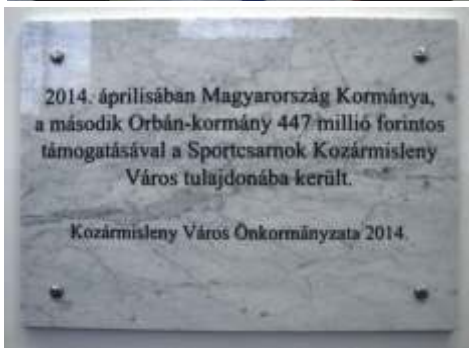 2014. áprilisában Magyarország Kormánya,
a második Orbán-kormány 447 millió forintos
támogatásával a Sportcsarnok Kozármisleny
Város tulajdonába került.
Kozármisleny Város Önkormányzata 2014.